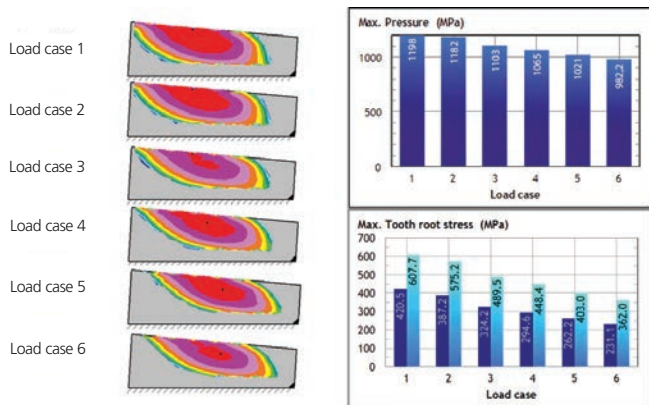 Load case 1
Load case 2
Load case 3
Load case 4
Load case 5
Load case 6
Max. Pressure (MPa)
1000
500
0
1198
1182
1103
1065
1021
982,2
1 2 3 4 5 6
Load case
Max. Tooth root stress (MPa)
700
600
500
400
300
200
100
0
420.5
607.7
387.2
575.2
324.2
489.5
294.6
448.4
262.2
403.0
231.1
362.0
1 2 3 4 5 6
Load case